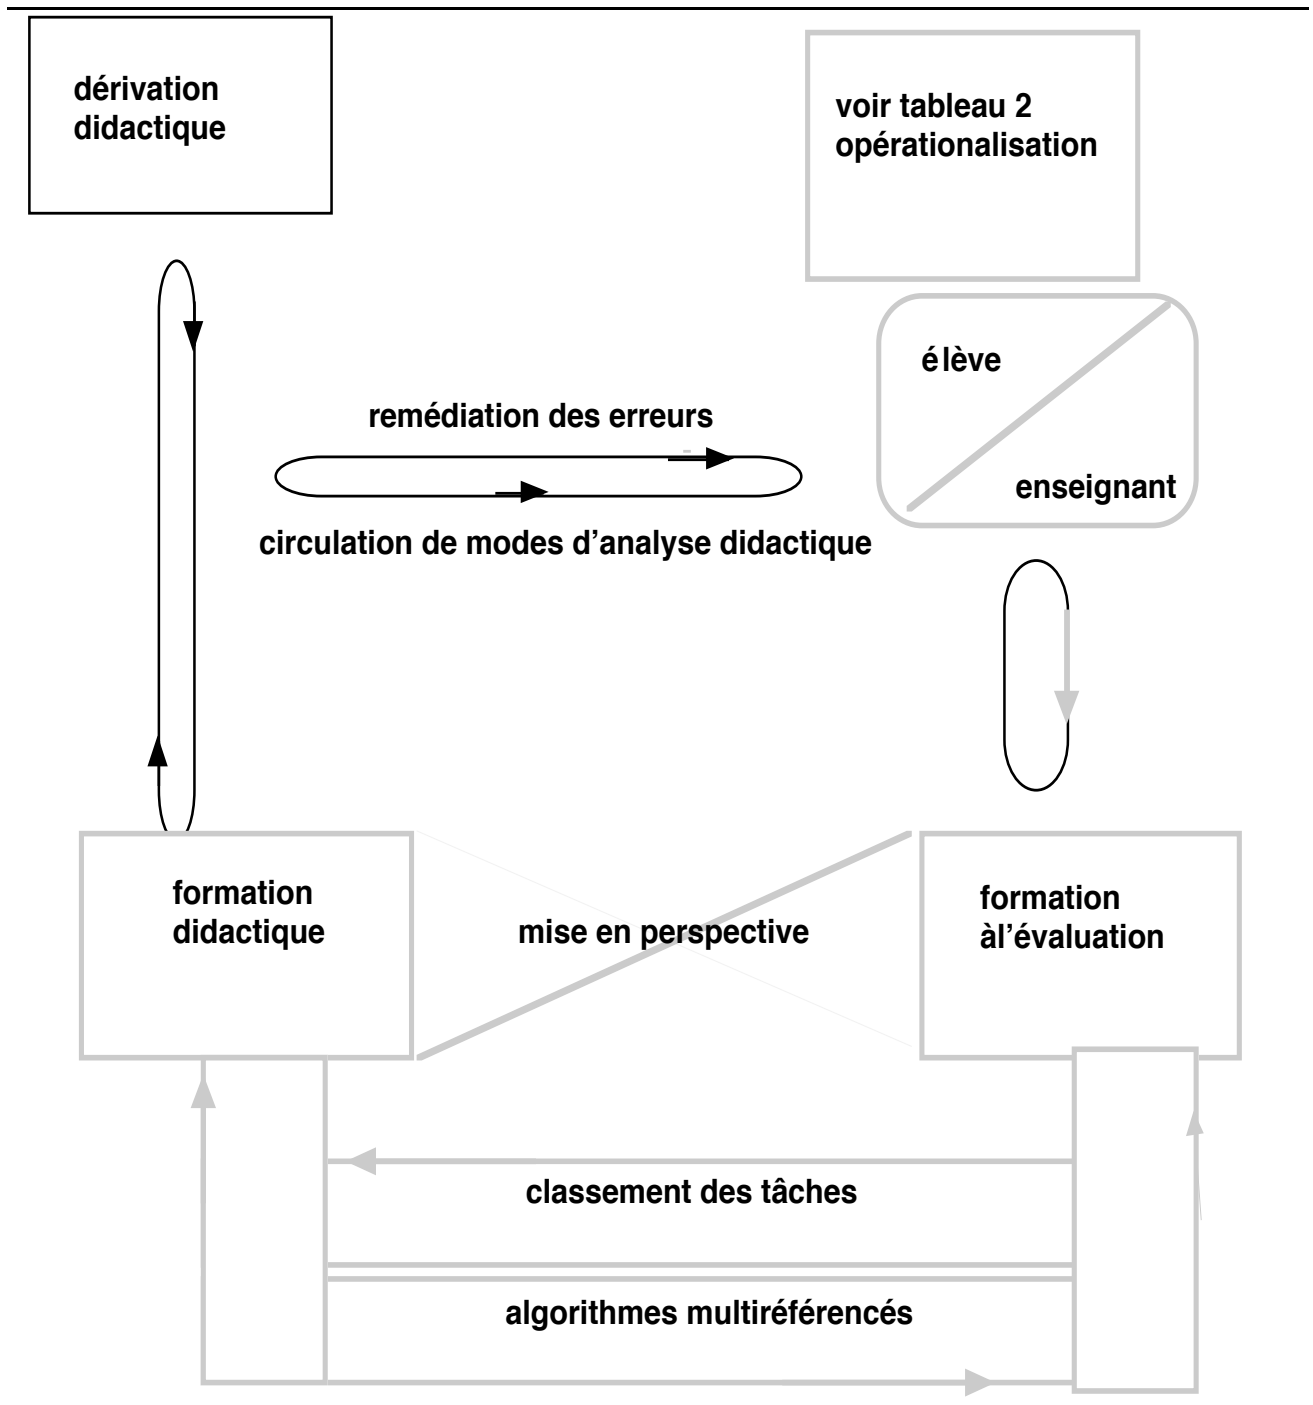 dérivation
didactique
voir tableau 2
opérationalisation
élève
enseignant
remédiation des erreurs
circulation de modes d'analyse didactique
formation
didactique
mise en perspective
formation
àl'évaluation
classement des tâches
algorithmes multiréférencés